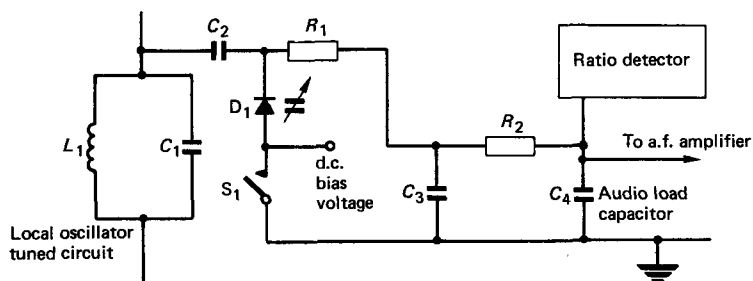 C2
R1
Ratio detector
D1
L1
C1
R2
To a.f. amplifier
d.c.
bias
voltage
S1
C3
C4
Audio load
capacitor
Local oscillator
tuned circuit